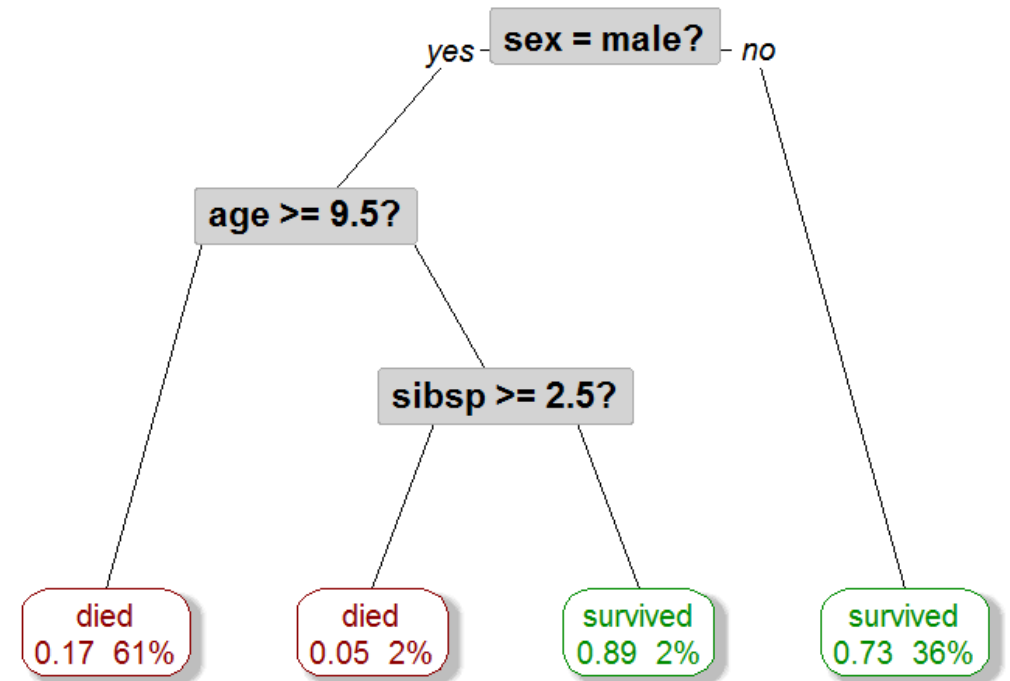 yes sex = male? no
age >= 9.5?
sibsp >= 2.5?
died died survived survived
0.17 61% 0.05 2% 0.89 2% 0.73 36%